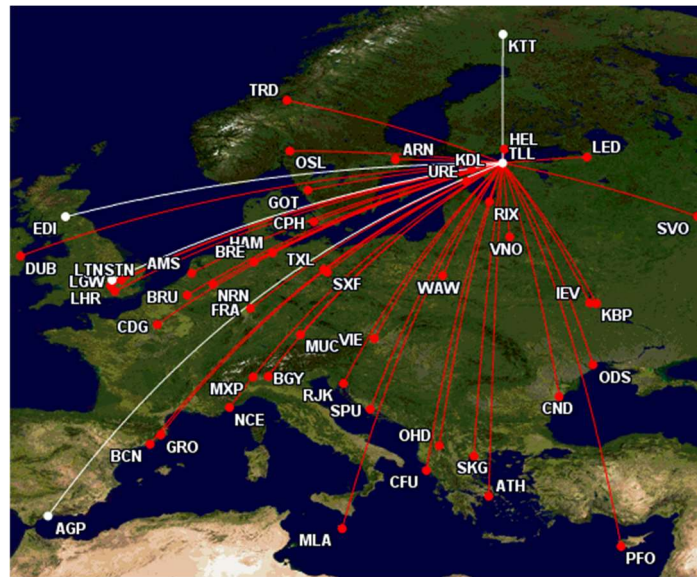 KTT
TRD
HEL
ARN
LED
OSL
KDL
TLL
URE
GOT
RIX
EDI
CPH
SVO
HAM
VNO
DUB
BRE
LTN
STN
AMS
TXL
LGW
SXF
WAW
LHR
BRU
NRN
IEV
FRA
KBP
CDG
MUC
VIE
ODS
MXP
BGY
RJK
CND
SPU
NCE
OHD
GRO
BCN
SKG
CFU
ATH
AGP
MLA
PFO